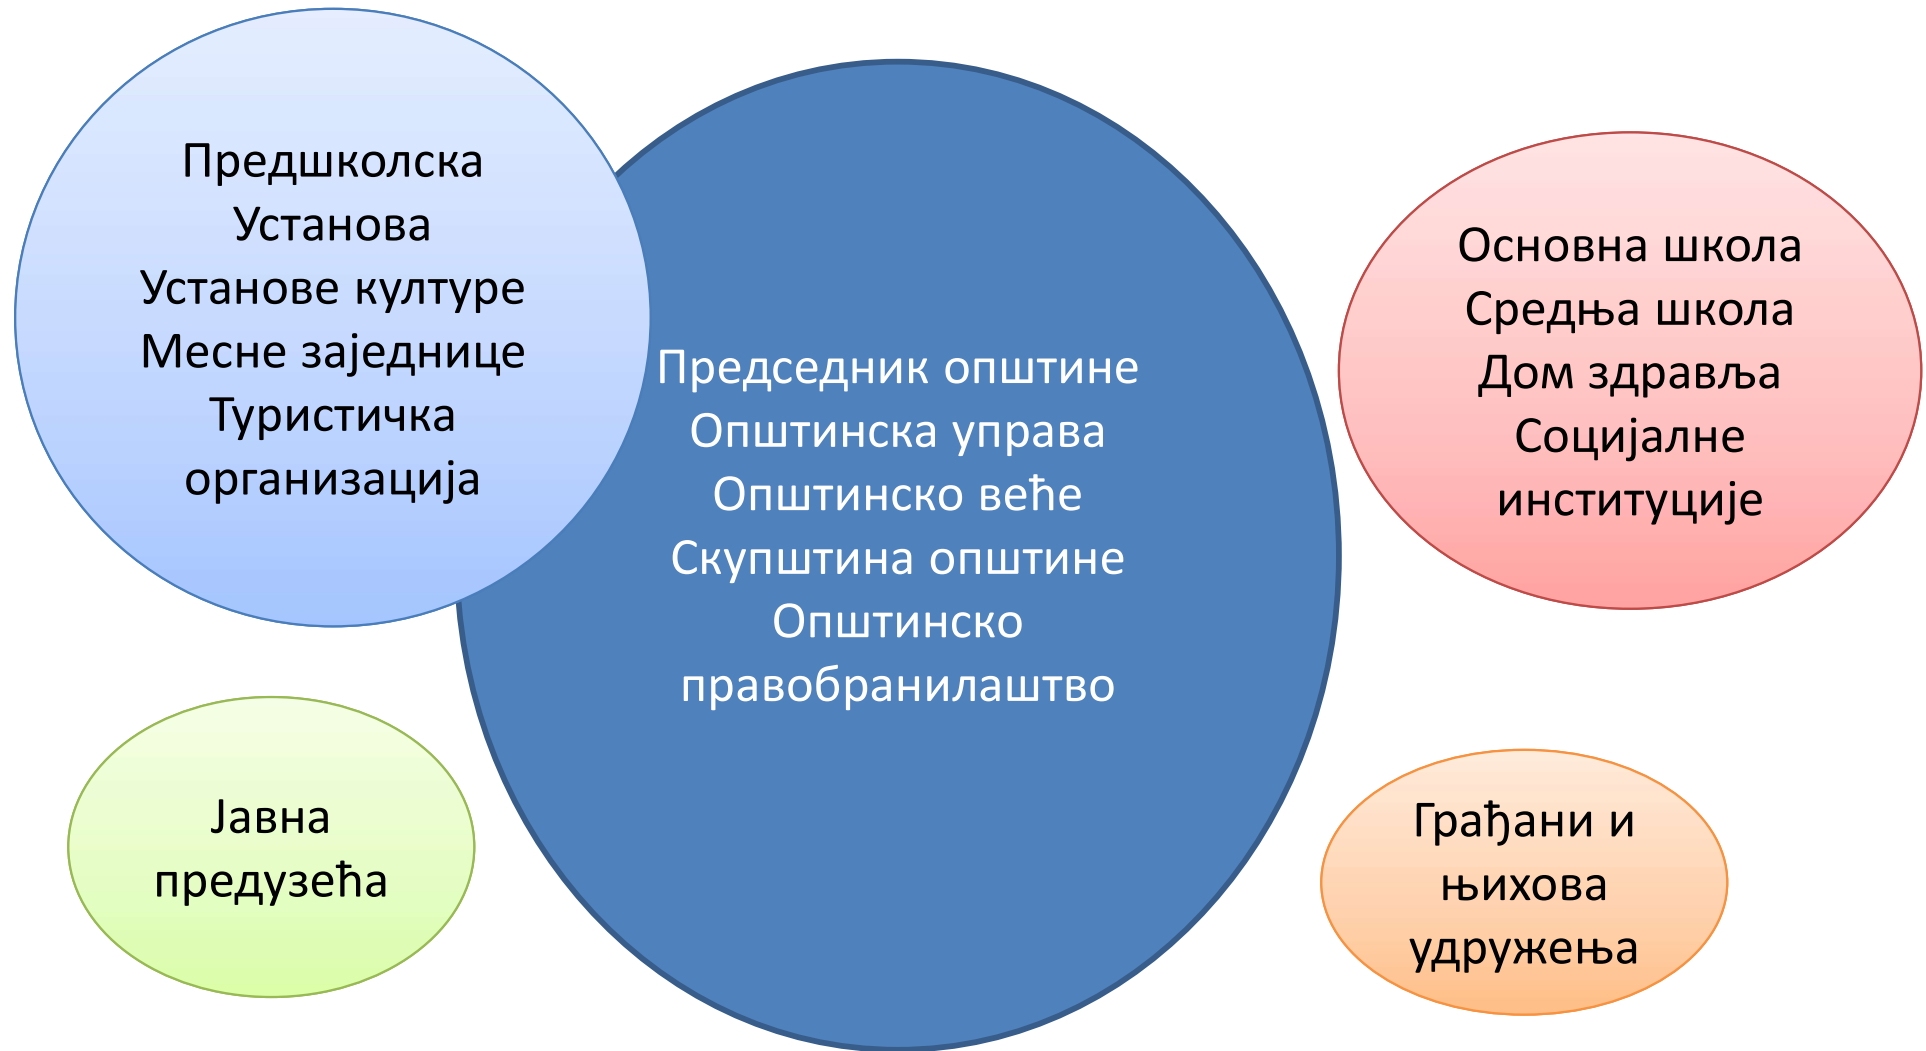 Предшколска
Установа
Установе културе
Месне заједнице
Туристичка
организација
Председник општине
Општинска управа
Општинско веће
Скупштина општине
Општинско
правобранилаштво
Основна школа
Средња школа
Дом здравља
Социјалне
институције
Јавна
предузећа
Грађани и
њихова
удружења